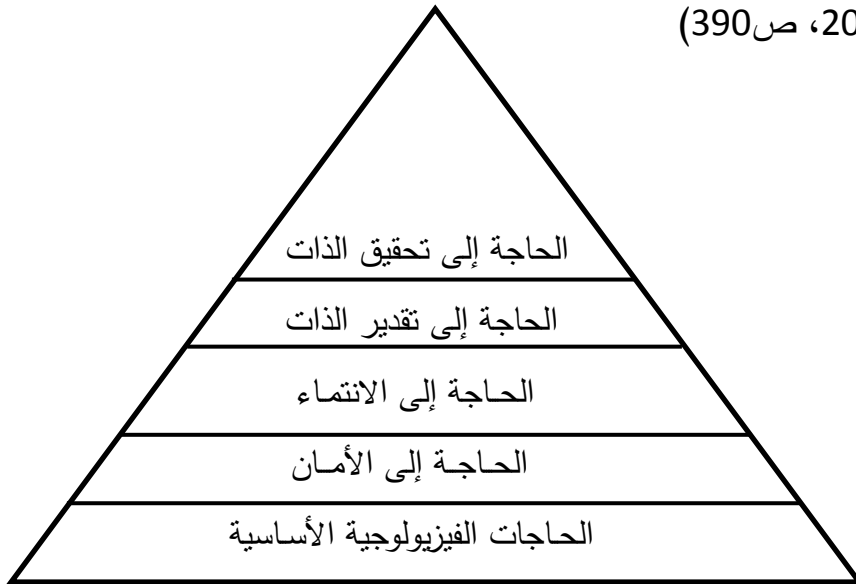 20، ص390)
الحاجة إلى تحقيق الذات
الحاجة إلى تقدير الذات
الحاجة إلى الانتماء
الحاجة إلى الأمان
الحاجات الفيزيولوجية الأساسية